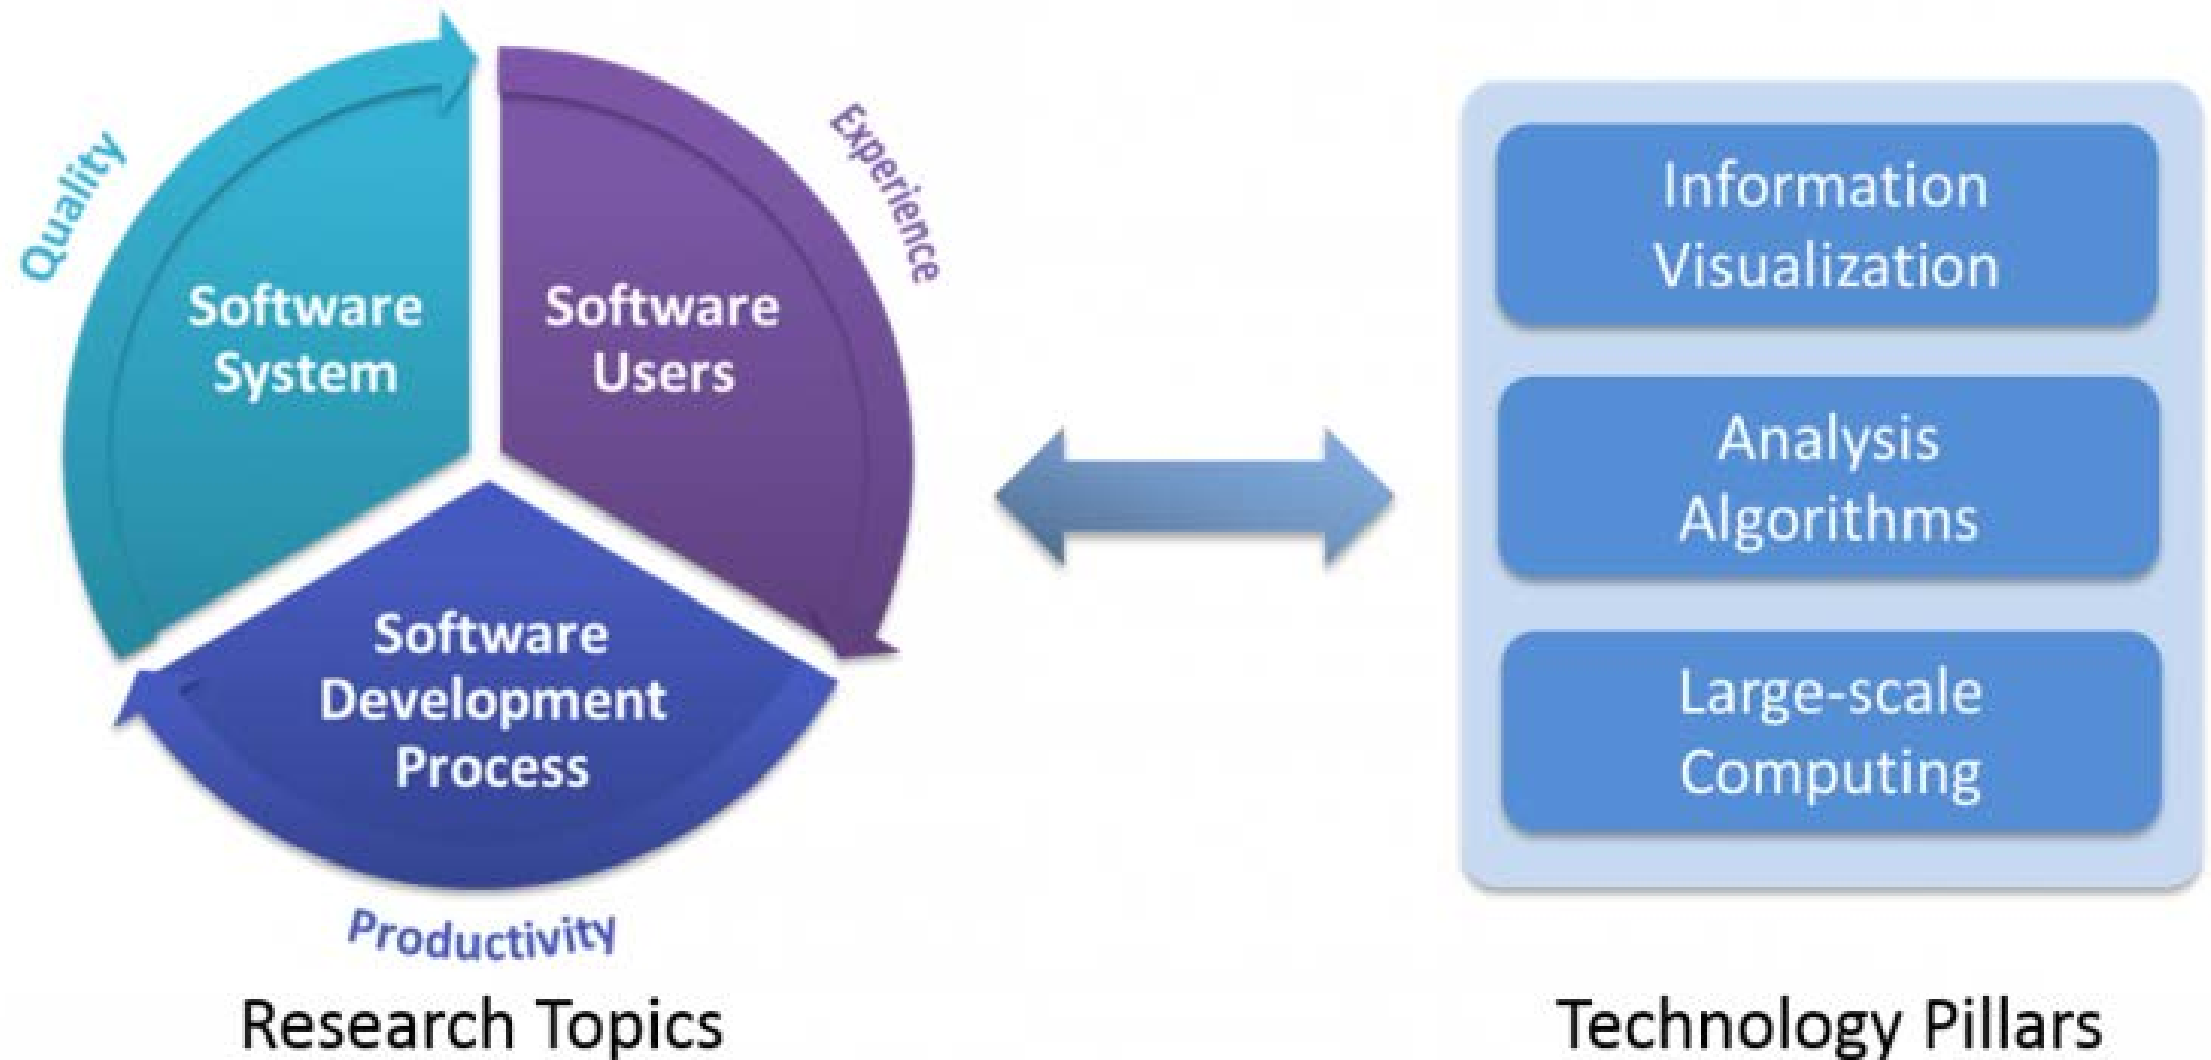 Quality
Experience
Software
System
Software
Users
Software
Development
Process
Productivity
Research Topics
Information
Visualization
Analysis
Algorithms
Large-scale
Computing
Technology Pillars